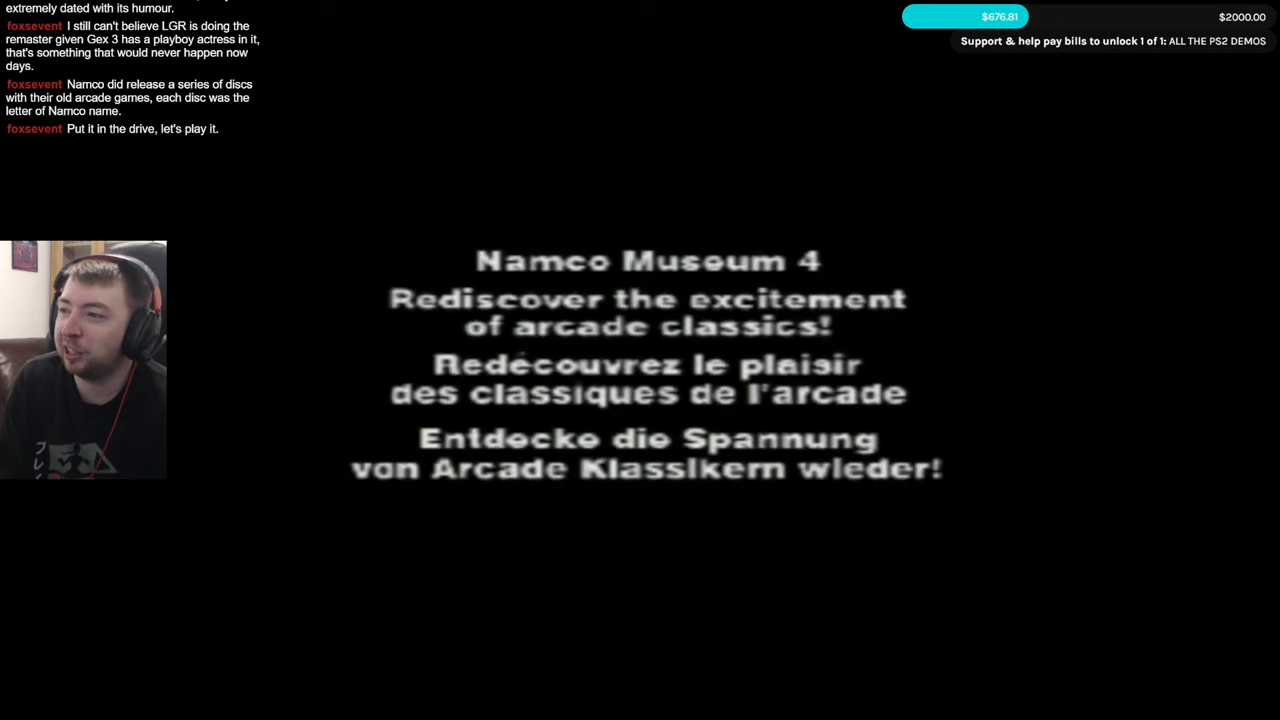 extremely dated with its humour.
foxsevent I still can't believe LGR is doing the
remaster given Gex 3 has a playboy actress in it,
that's something that would never happen now
days.
foxsevent Namco did release a series of discs
with their old arcade games, each disc was the
letter of Namco name.
foxsevent Put it in the drive, let's play it.
$676.81
$2000.00
Support & help pay bills to unlock 1 of 1: ALL THE PS2 DEMOS
Namco Museum 4
Rediscover the excitement
of arcade classics!
Redécouvrez le plaisir
des classiques de l'arcade
Entdecke die Spannung
von Arcade Klassikern wieder!